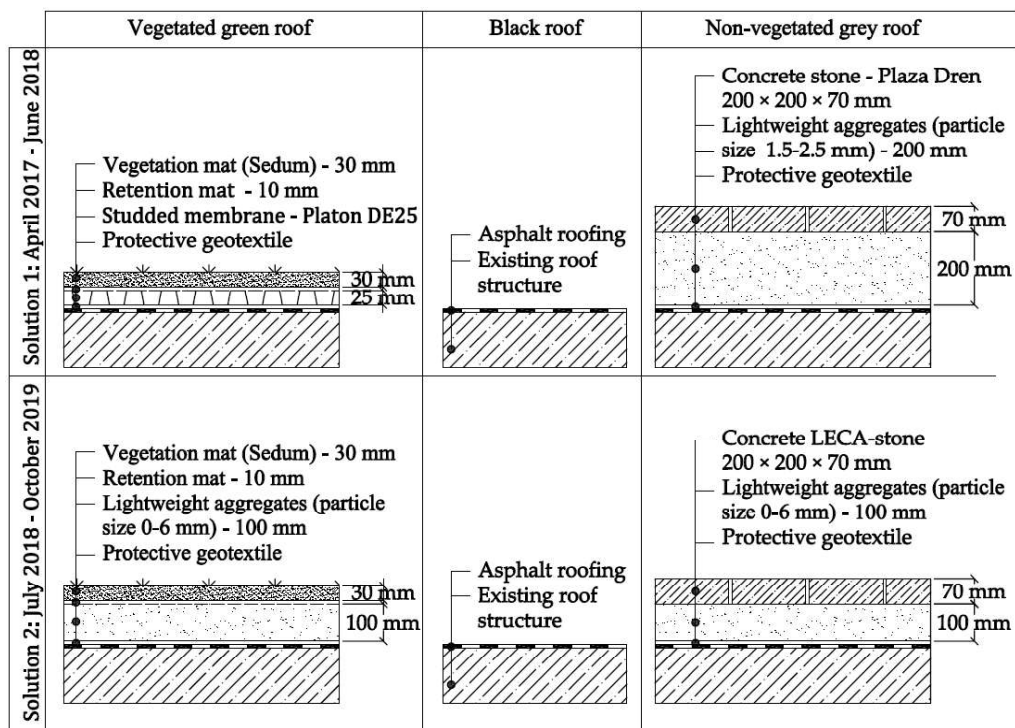 Vegetated green roof
Black roof
Non-vegetated grey roof
Solution 1: April 2017 - June 2018
Vegetation mat (Sedum) - 30 mm
Retention mat - 10 mm
Studded membrane - Platon DE25
Protective geotextile
30 mm
25 mm
Asphalt roofing
Existing roof
structure
Concrete stone - Plaza Dren
200 × 200 × 70 mm
Lightweight aggregates (particle
size 1.5-2.5 mm) - 200 mm
Protective geotextile
70 mm
200 mm
Solution 2: July 2018 - October 2019
Vegetation mat (Sedum) - 30 mm
Retention mat - 10 mm
Lightweight aggregates (particle
size 0-6 mm) - 100 mm
Protective geotextile
30 mm
100 mm
Asphalt roofing
Existing roof
structure
Concrete LECA-stone
200 × 200 × 70 mm
Lightweight aggregates (particle
size 0-6 mm) - 100 mm
Protective geotextile
70 mm
100 mm